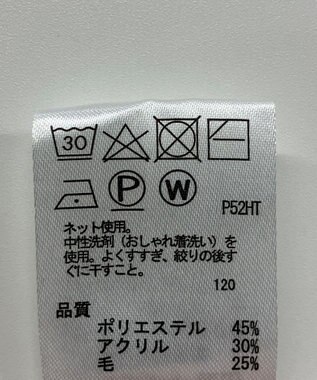 30
P W
P52HT
ネット使用。
中性洗剤（おしゃれ着洗い）を
使用。よくすすぎ、絞りの後す
ぐに干すこと。
120
品質
ポリエステル 45%
アクリル 30%
毛 25%